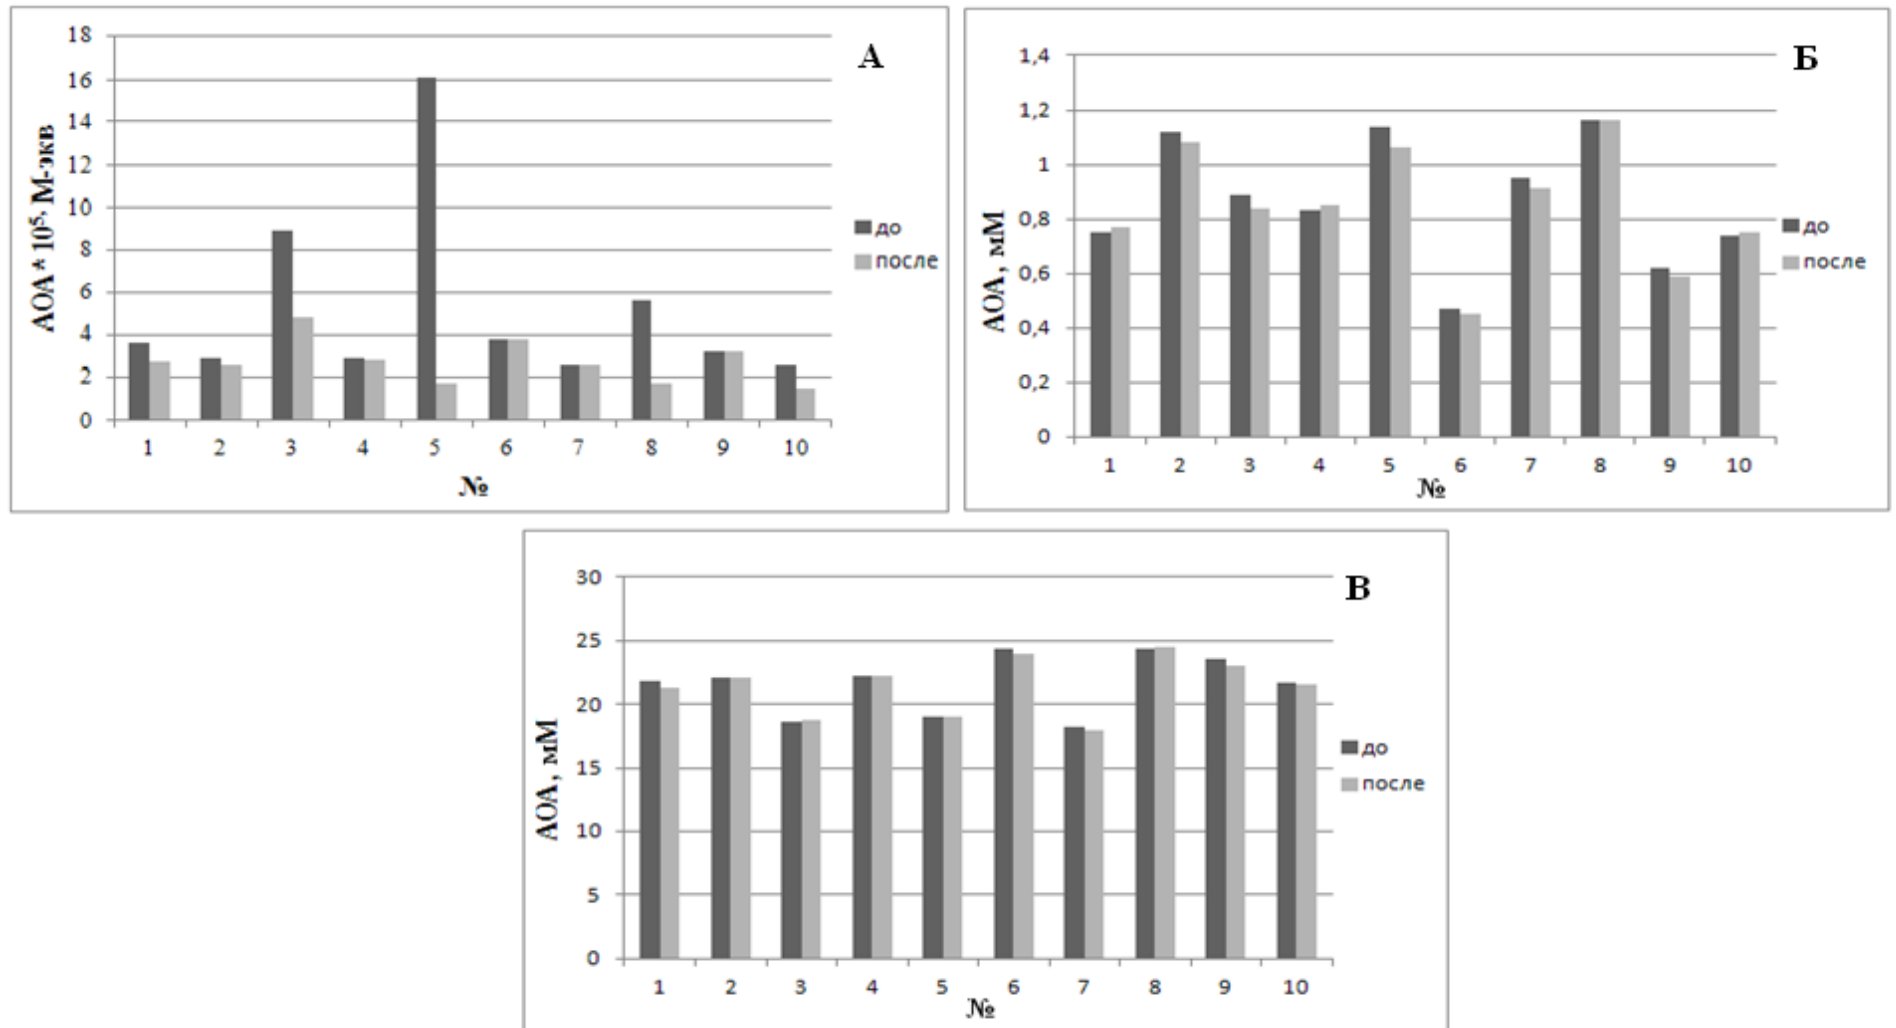 А
18
16
14
12
10
8
6
4
2
0
АОА * 10⁵, М-экв
1 2 3 4 5 6 7 8 9 10
№
до
после
Б
1,4
1,2
1
0,8
0,6
0,4
0,2
0
АОА, мМ
1 2 3 4 5 6 7 8 9 10
№
до
после
В
30
25
20
15
10
5
0
АОА, мМ
1 2 3 4 5 6 7 8 9 10
№
до
после